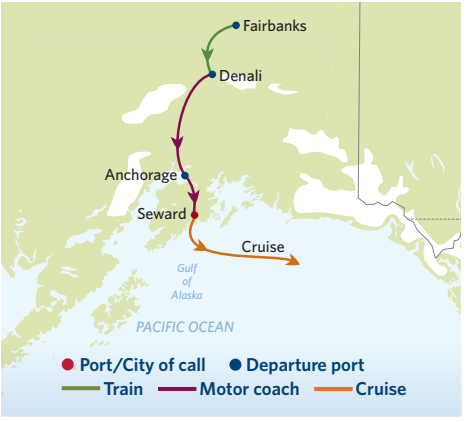 Fairbanks
Denali
Anchorage
Seward
Cruise
Gulf
of
Alaska
PACIFIC OCEAN
Port/City of call
Departure port
Train
Motor coach
Cruise